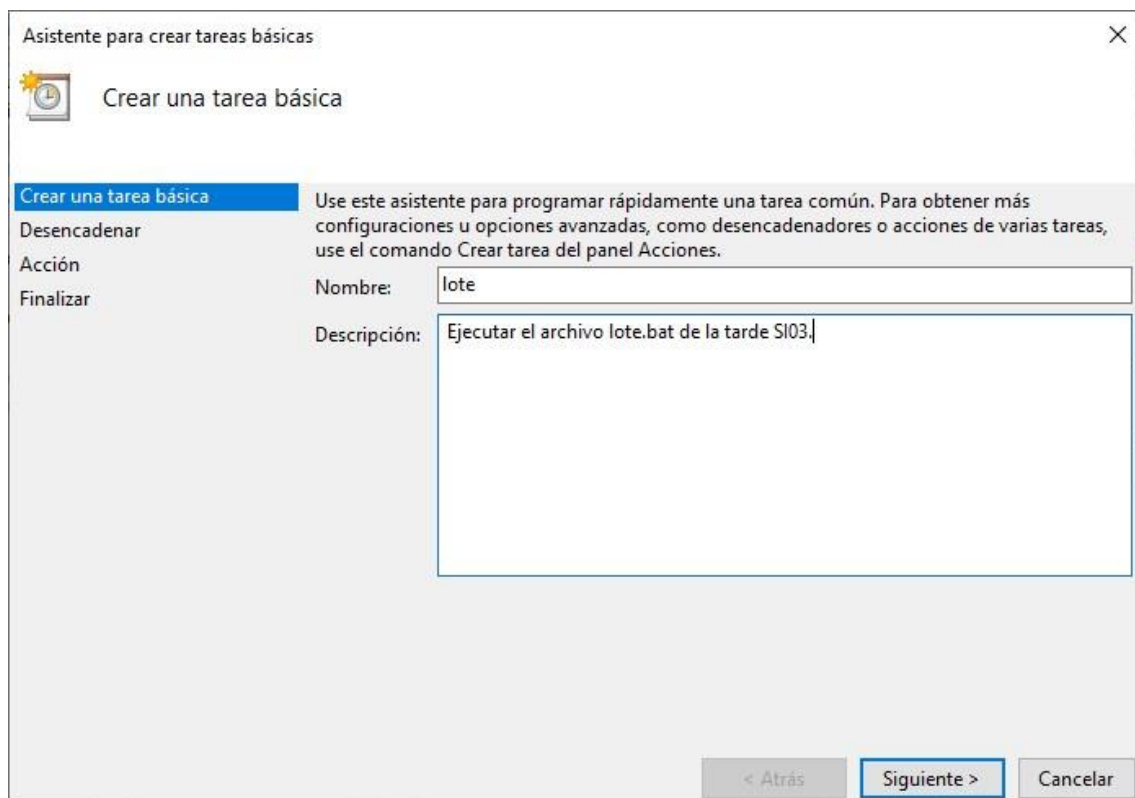 Asistente para crear tareas básicas
Crear una tarea básica
Crear una tarea básica
Desencadenar
Acción
Finalizar
Use este asistente para programar rápidamente una tarea común. Para obtener más
configuraciones u opciones avanzadas, como desencadenadores o acciones de varias tareas,
use el comando Crear tarea del panel Acciones.
Nombre: lote
Descripción: Ejecutar el archivo lote.bat de la tarde SI03.
< Atrás Siguiente > Cancelar